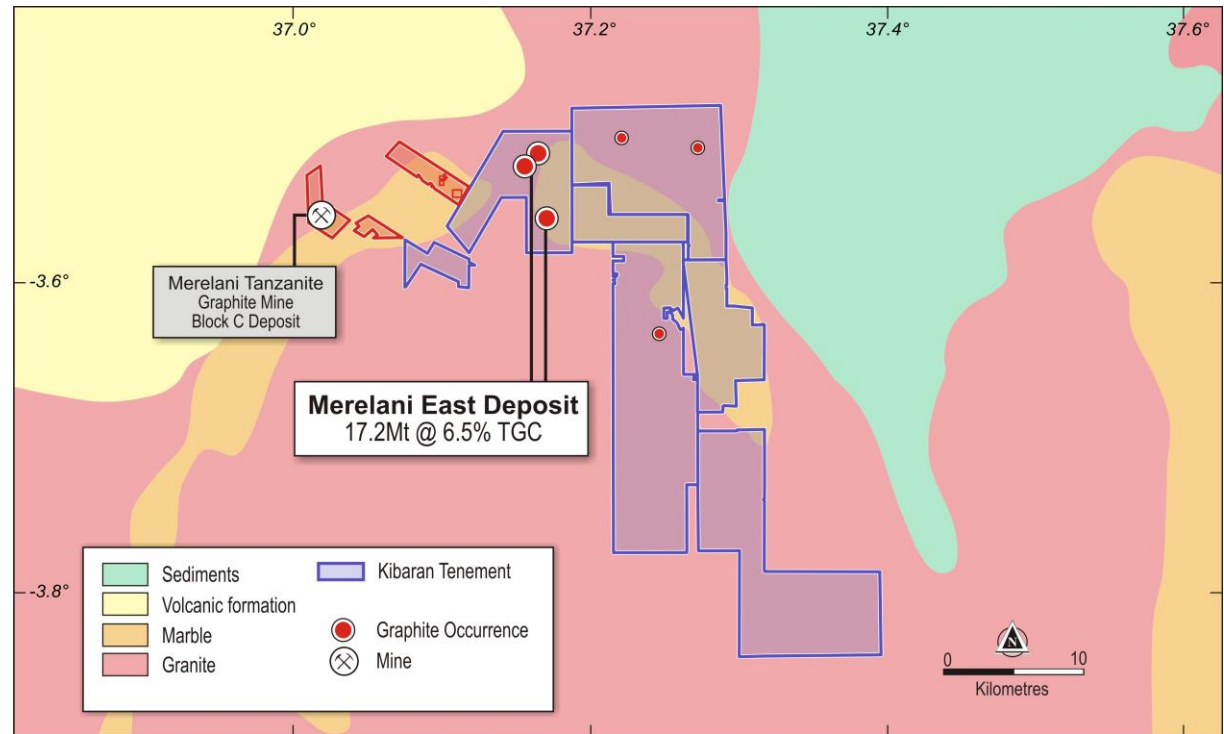 37.0°
37.2°
37.4°
37.6°
-3.6°
Merelani Tanzanite
Graphite Mine
Block C Deposit
Merelani East Deposit
17.2Mt @ 6.5% TGC
-3.8°
Sediments
Volcanic formation
Marble
Granite
Kibaran Tenement
Graphite Occurrence
Mine
N
0
10
Kilometres